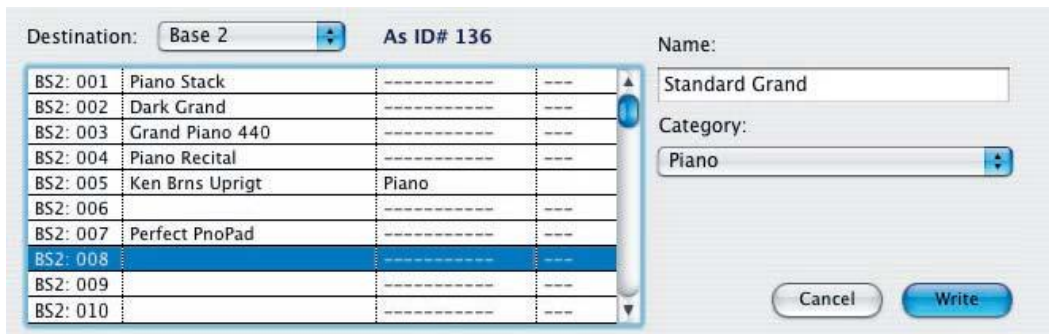 Destination: Base 2 As ID# 136
BS2: 001 Piano Stack ----------- ---
BS2: 002 Dark Grand ----------- ---
BS2: 003 Grand Piano 440 ----------- ---
BS2: 004 Piano Recital ----------- ---
BS2: 005 Ken Brns Uprigt Piano
BS2: 006 ----------- ---
BS2: 007 Perfect PnoPad ----------- ---
BS2: 008 ----------- ---
BS2: 009 ----------- ---
BS2: 010 ----------- ---
Name:
Standard Grand
Category:
Piano
Cancel Write